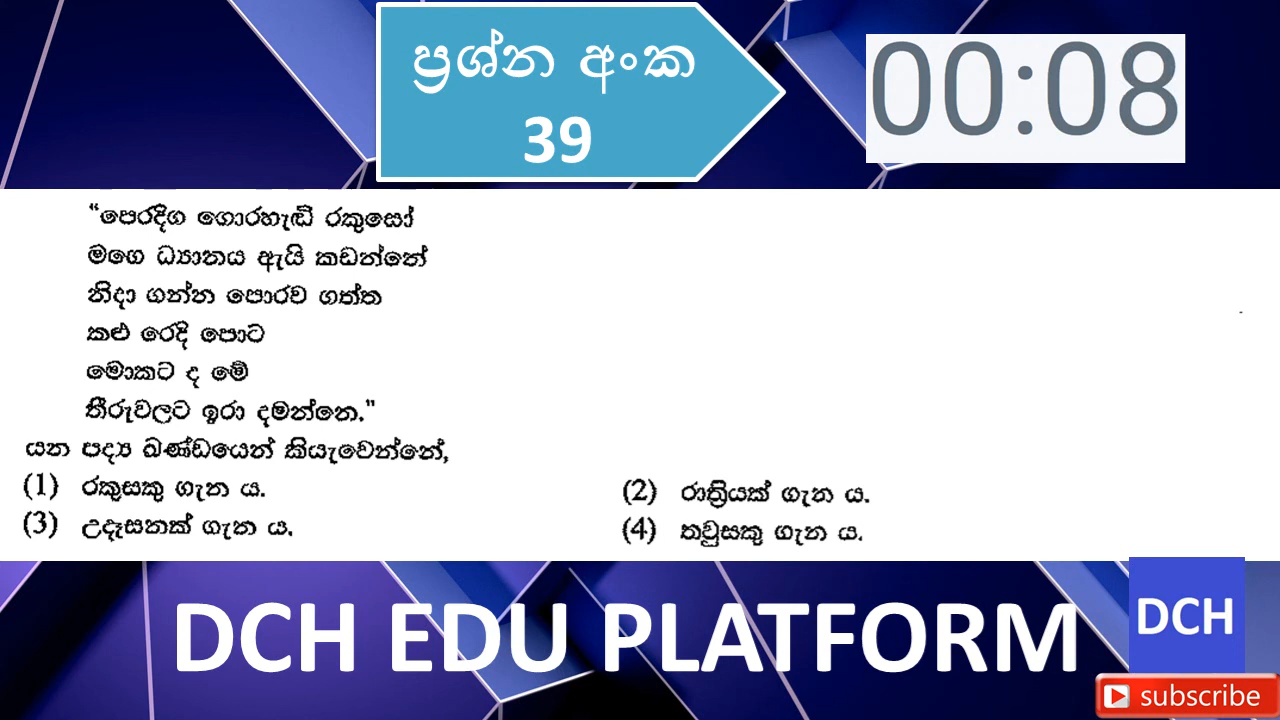 ප්‍රශ්න අංක
39
00:08
“පෙරදිග ගොරහැඬි රකුසෝ
මගෙ ධ්‍යානය ඇයි කඩන්නේ
නිදා ගන්න පොරව ගත්ත
කළු රෙදි පොට
මොකට ද මේ
තීරුවලට ඉරා දමන්නෙ.”
යන පද්‍ය ඛණ්ඩයෙන් කියැවෙන්නේ,
(1) රකුසකු ගැන ය.
(2) රාත්‍රියක් ගැන ය.
(3) උදෑසනක් ගැන ය.
(4) තවුසකු ගැන ය.
DCH EDU PLATFORM
DCH
subscribe